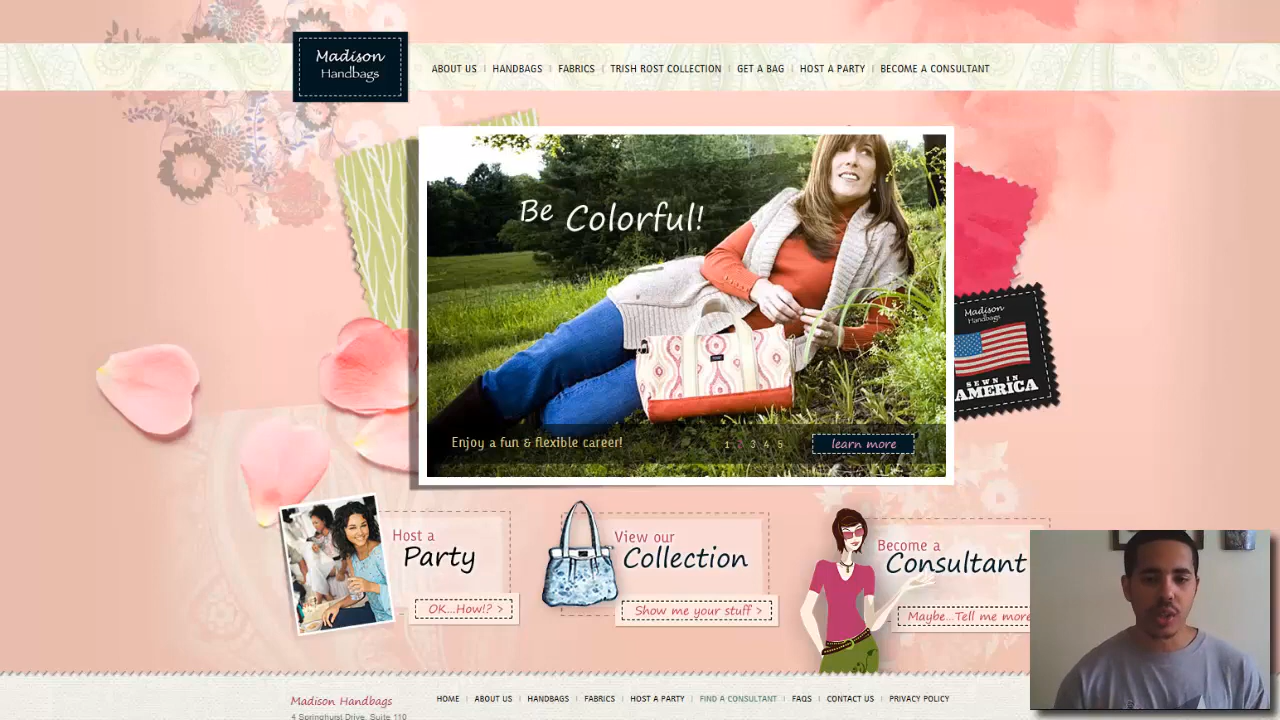 Madison
Handbags
ABOUT US
HANDBAGS
FABRICS
TRISH ROST COLLECTION
GET A BAG
HOST A PARTY
BECOME A CONSULTANT
Be Colorful!
Madison
Handbags
SEWN IN
AMERICA
Enjoy a fun & flexible career!
1 2 3 4 5
learn more
Host a
Party
OK...How!? >
View our
Collection
Show me your stuff >
Become a
Consultant
Maybe...Tell me more
Madison Handbags
4 Springhurst Drive, Suite 110
HOME
ABOUT US
HANDBAGS
FABRICS
HOST A PARTY
FIND A CONSULTANT
FAQS
CONTACT US
PRIVACY POLICY